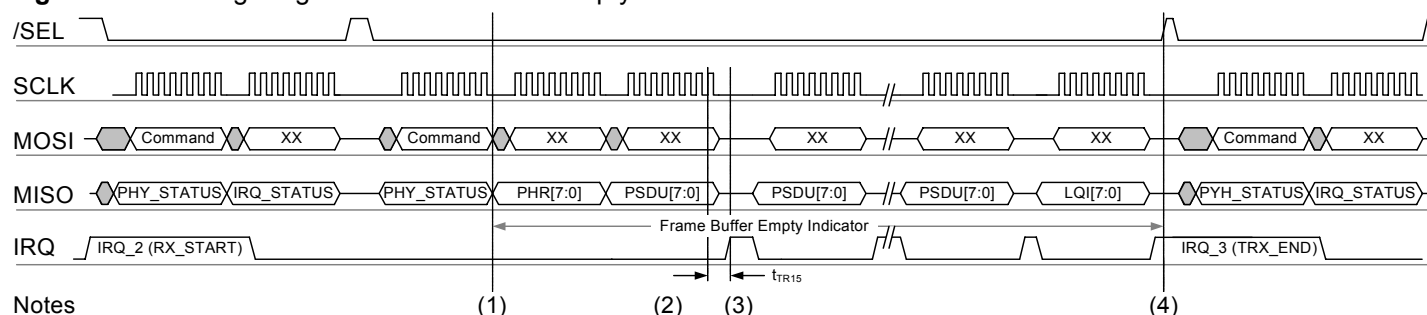 /SEL
SCLK
MOSI Command XX Command XX XX XX XX XX Command XX
MISO PHY_STATUS IRQ_STATUS PHY_STATUS PHR[7:0] PSDU[7:0] PSDU[7:0] PSDU[7:0] LQI[7:0] PYH_STATUS IRQ_STATUS
Frame Buffer Empty Indicator
IRQ IRQ_2 (RX_START) IRQ_3 (TRX_END)
tTR15
Notes (1) (2) (3) (4)